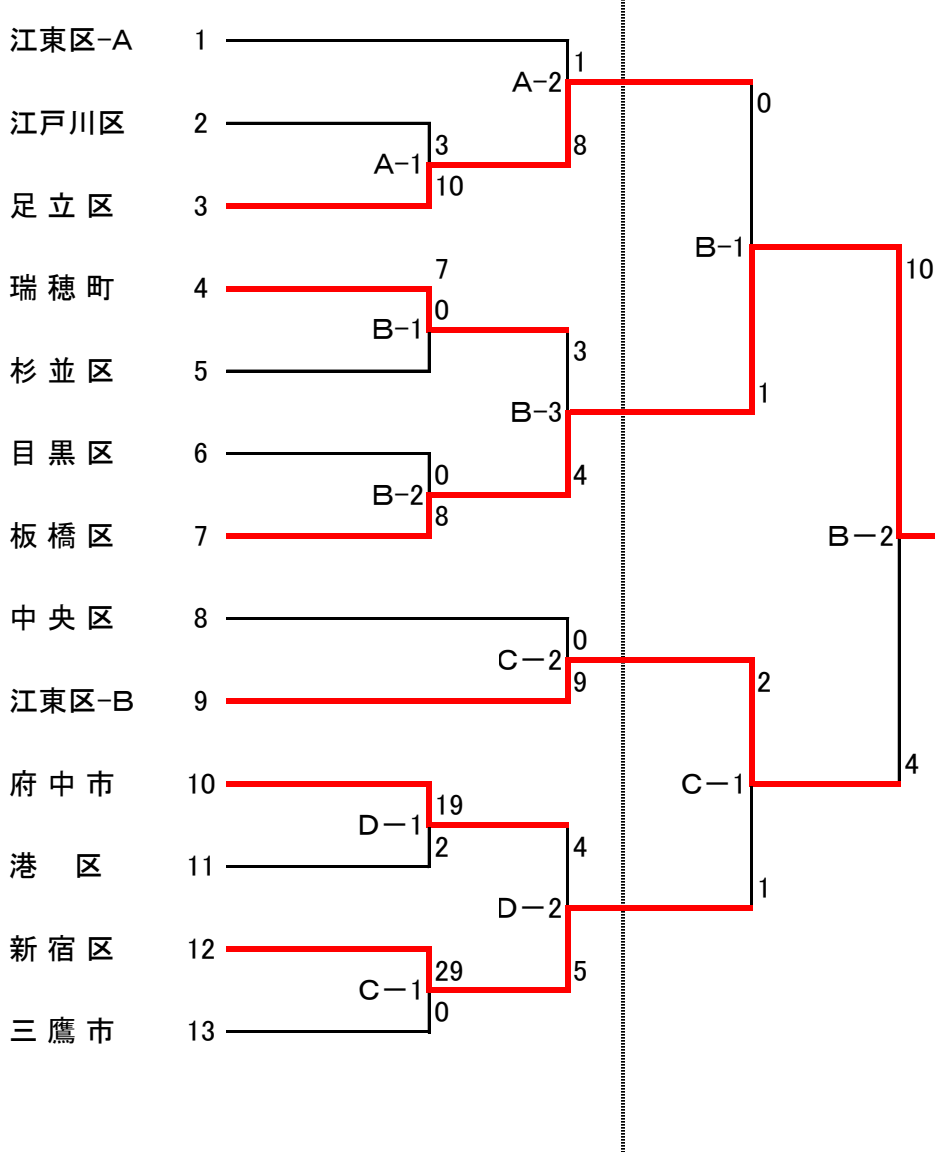 江東区-A 1
1
A-2
0
江戸川区 2
3
8
A-1
10
足立区 3
B-1
10
瑞穂町 4
7
0
B-1
3
杉並区 5
1
B-3
目黒区 6
0
4
B-2
8
板橋区 7
B－2
中央区 8
0
C－2
9
2
江東区-B 9
4
府中市 10
C－1
19
D－1
2
4
港 区 11
1
D－2
新宿区 12
29
5
C－1
0
三鷹市 13